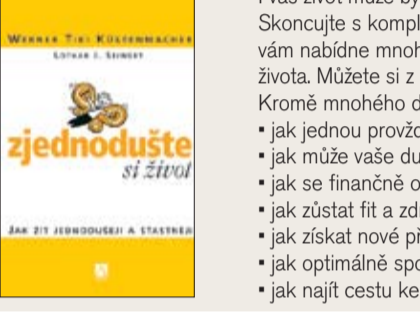 Werner Tiki Küstenmacher
Lothar J. Seiwert
zjednodušte
si život
Jak žít jednodušeji a šťastněji
Skoncujte s kompl
vám nabídne mnoh
života. Můžete si z
Kromě mnohého d
▪ jak jednou provžd
▪ jak může vaše du
▪ jak se finančně o
▪ jak zůstat fit a zd
▪ jak získat nové p
▪ jak optimálně spo
▪ jak najít cestu ke